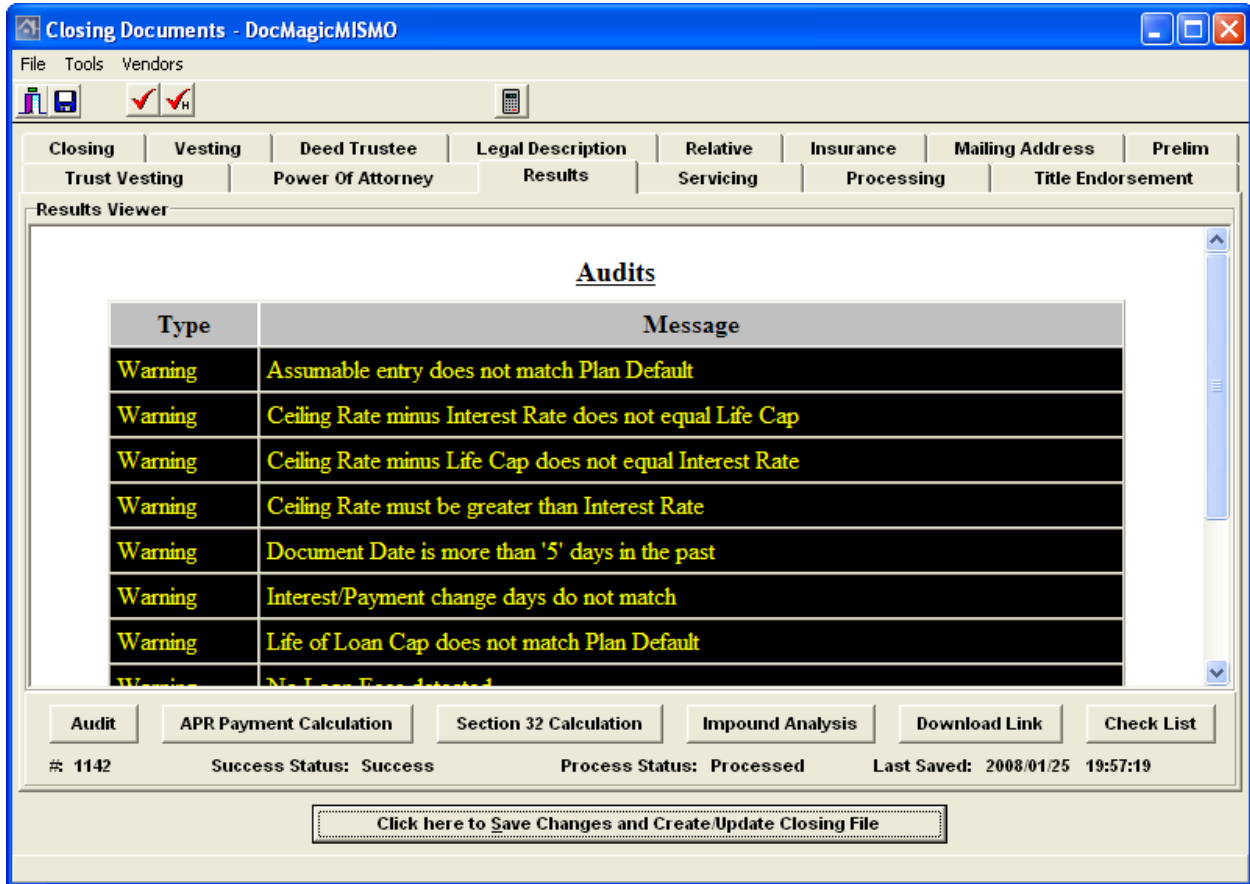 Closing Documents - DocMagicMISMO
File Tools Vendors
H
Closing Vesting Deed Trustee Legal Description Relative Insurance Mailing Address Prelim
Trust Vesting Power Of Attorney Results Servicing Processing Title Endorsement
Results Viewer
Audits
Type Message
Warning Assumable entry does not match Plan Default
Warning Ceiling Rate minus Interest Rate does not equal Life Cap
Warning Ceiling Rate minus Life Cap does not equal Interest Rate
Warning Ceiling Rate must be greater than Interest Rate
Warning Document Date is more than '5' days in the past
Warning Interest/Payment change days do not match
Warning Life of Loan Cap does not match Plan Default
Warning No Loan Fees detected
Audit APR Payment Calculation Section 32 Calculation Impound Analysis Download Link Check List
#: 1142 Success Status: Success Process Status: Processed Last Saved: 2008/01/25 19:57:19
Click here to Save Changes and Create/Update Closing File